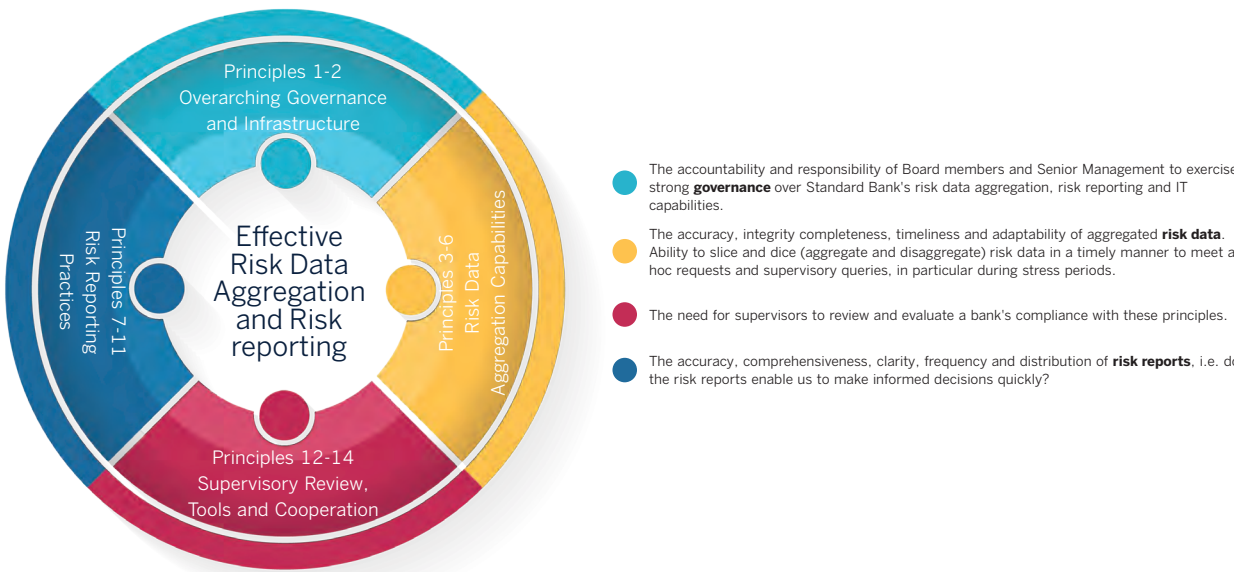 Principles 1-2
Overarching Governance
and Infrastructure
Principles 3-6
Risk Data
Aggregation Capabilities
Principles 12-14
Supervisory Review,
Tools and Cooperation
Principles 7-11
Risk Reporting
Practices
Effective
Risk Data
Aggregation
and Risk
reporting
The accountability and responsibility of Board members and Senior Management to exercise
strong governance over Standard Bank's risk data aggregation, risk reporting and IT
capabilities.
The accuracy, integrity completeness, timeliness and adaptability of aggregated risk data.
Ability to slice and dice (aggregate and disaggregate) risk data in a timely manner to meet a
hoc requests and supervisory queries, in particular during stress periods.
The need for supervisors to review and evaluate a bank's compliance with these principles.
The accuracy, comprehensiveness, clarity, frequency and distribution of risk reports, i.e. do
the risk reports enable us to make informed decisions quickly?